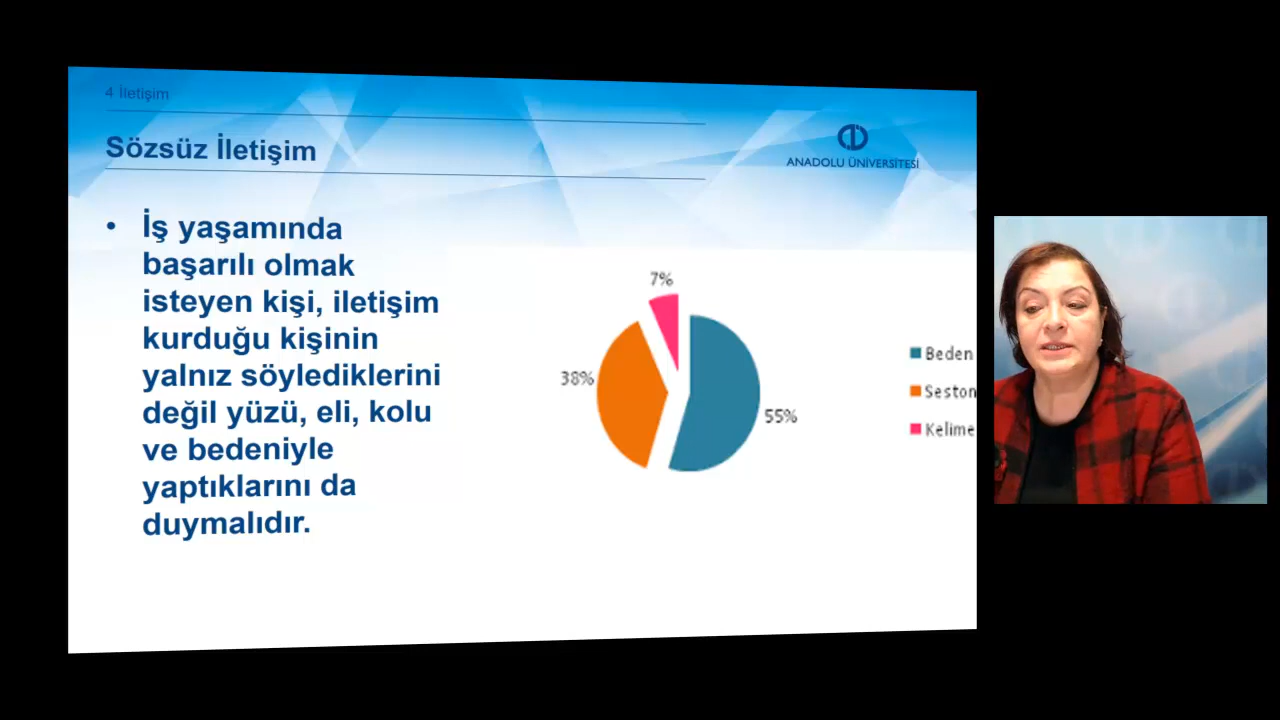 4 İletişim
Sözsüz İletişim
ANADOLU ÜNİVERSİTESİ
• İş yaşamında
başarılı olmak
isteyen kişi, iletişim
kurduğu kişinin
yalnız söylediklerini
değil yüzü, eli, kolu
ve bedeniyle
yaptıklarını da
duymalıdır.
7%
38%
55%
Beden
Seston
Kelime